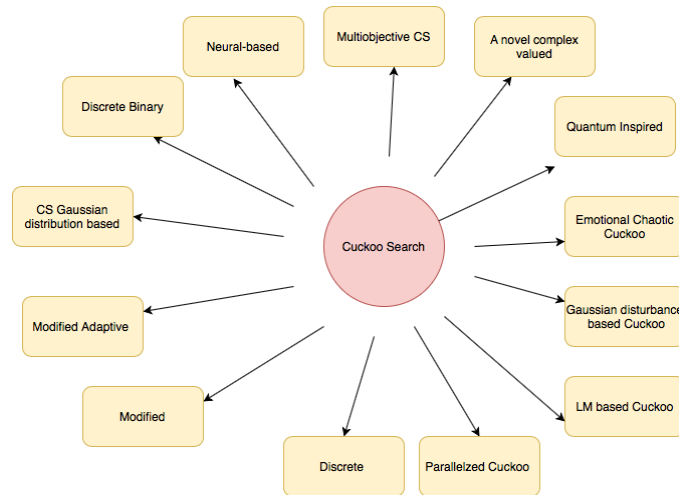 Multiobjective CS
A novel complex
valued
Neural-based
Quantum Inspired
Discrete Binary
Emotional Chaotic
Cuckoo
CS Gaussian
distribution based
Cuckoo Search
Gaussian disturbance
based Cuckoo
Modified Adaptive
LM based Cuckoo
Modified
Discrete
Parallelzed Cuckoo